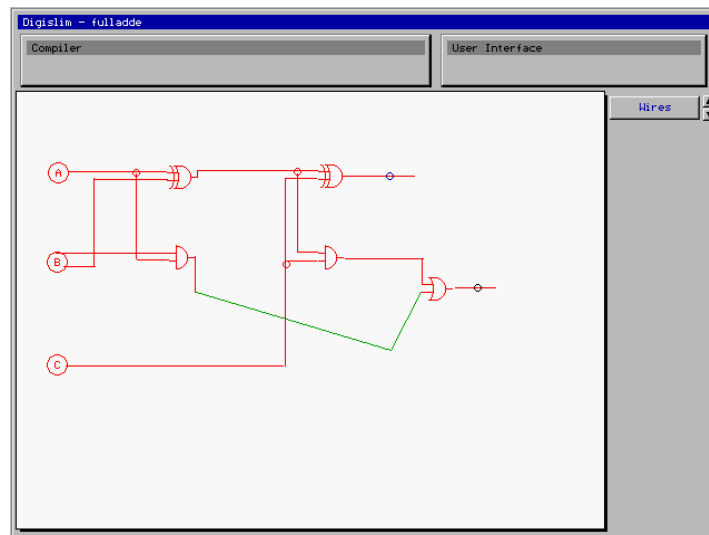 Digislim - fulladde
Compiler
User Interface
Wires
A
B
C